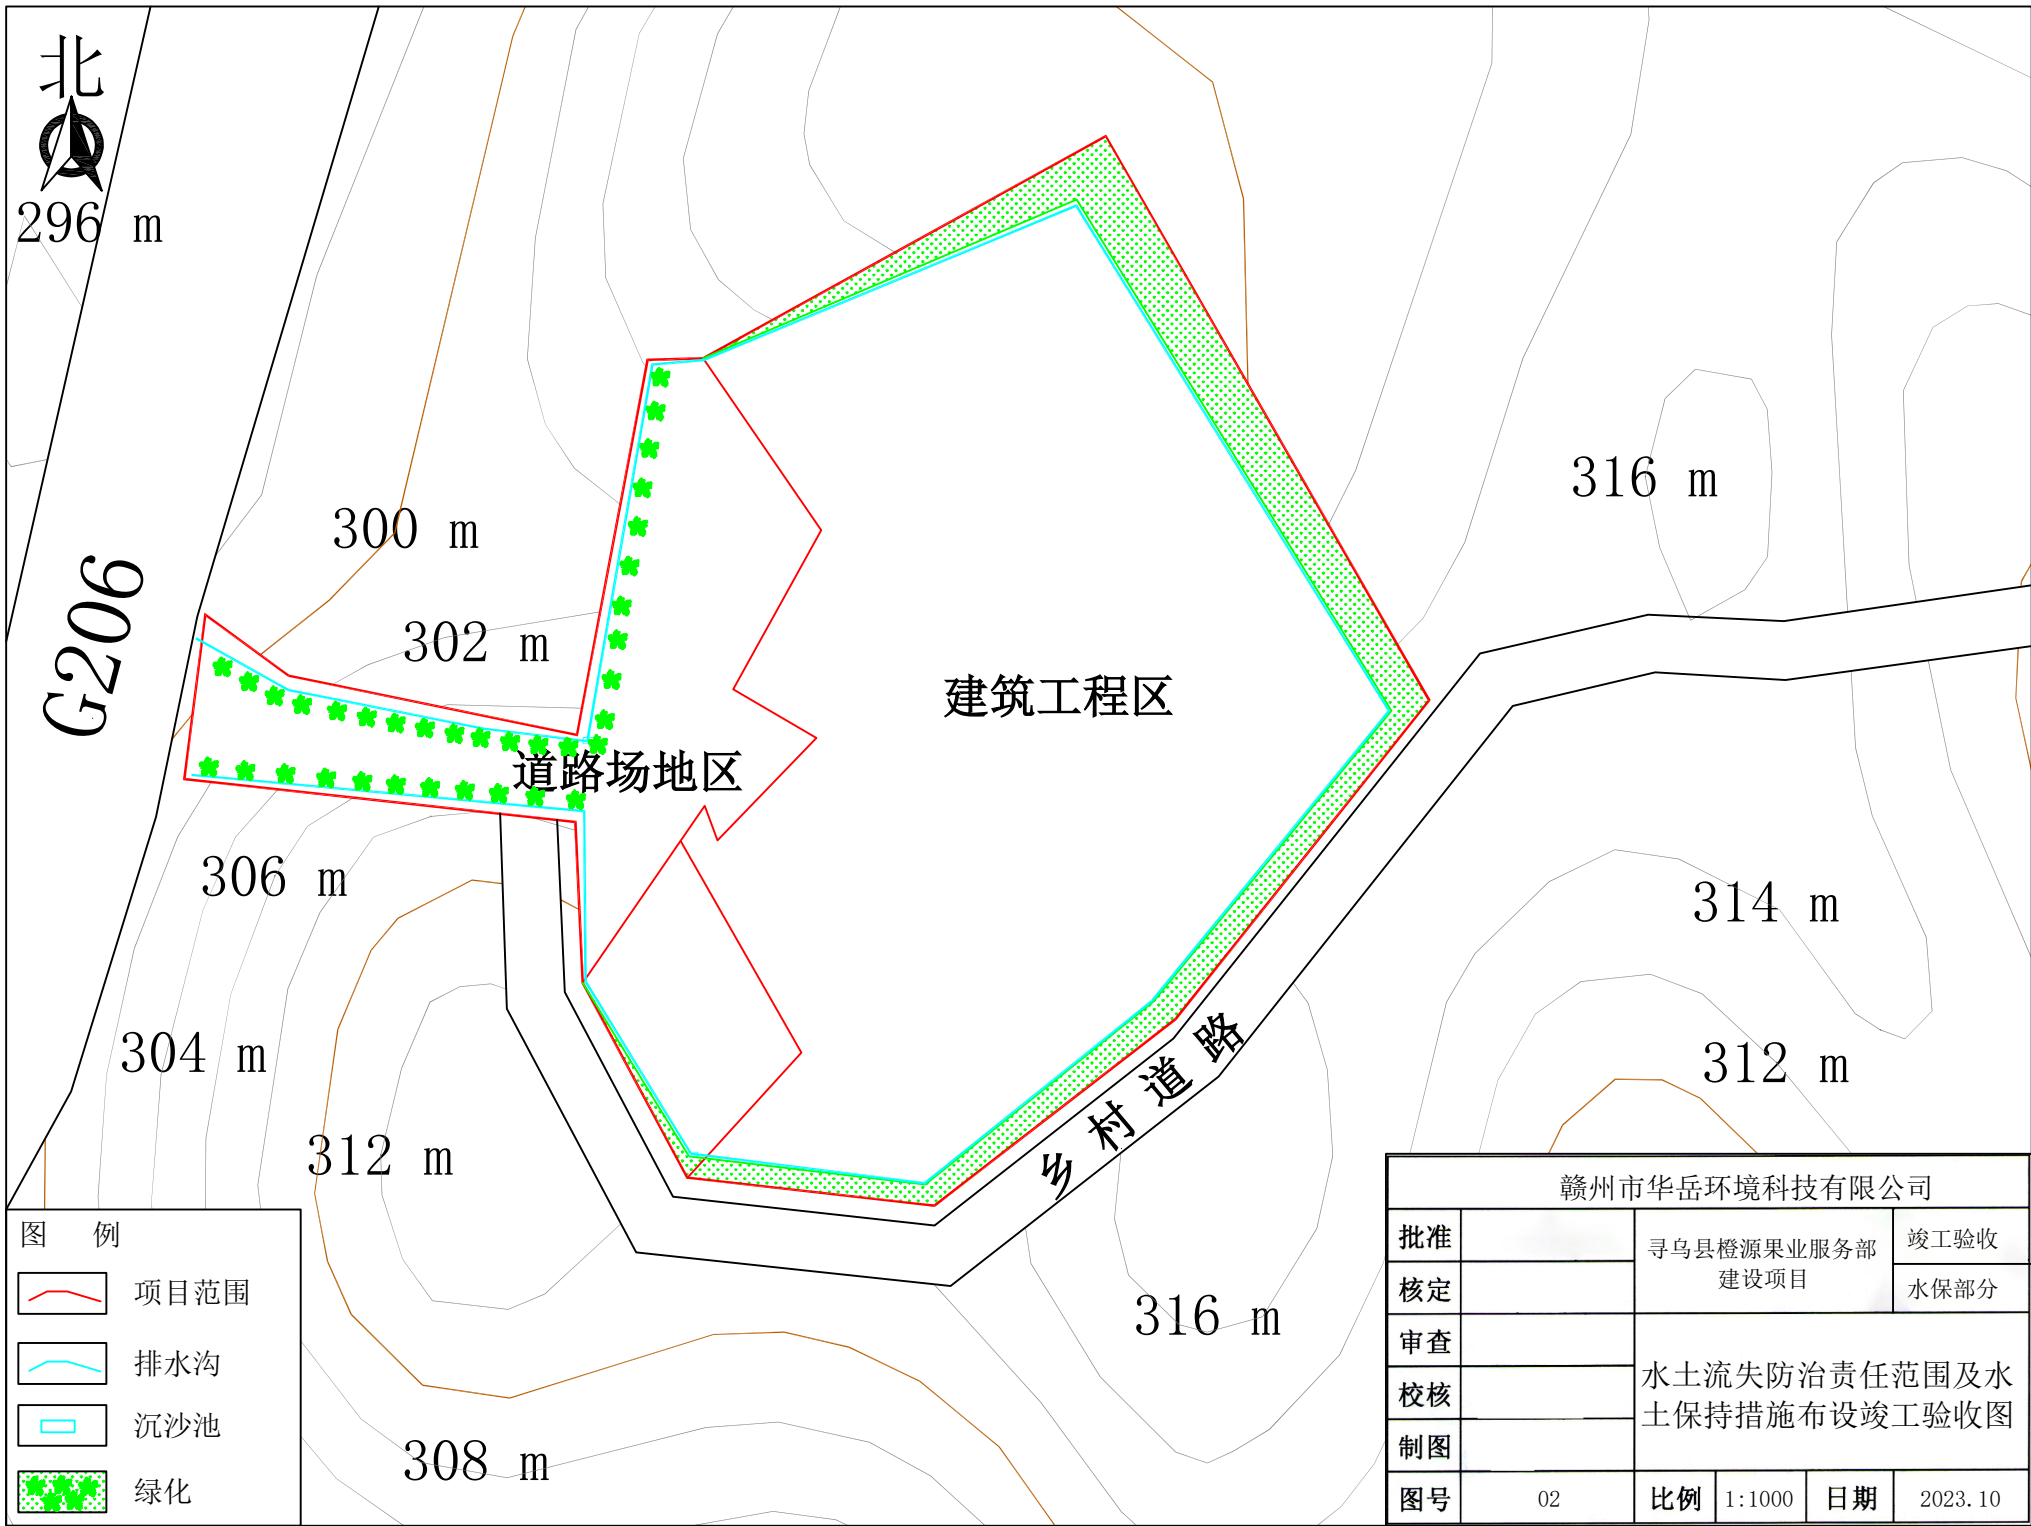 北
296 m
300 m
316 m
G206
302 m
建筑工程区
道路场地区
306 m
314 m
304 m
312 m
312 m
乡村道路
316 m
308 m
图 例
项目范围
排水沟
沉沙池
绿化
赣州市华岳环境科技有限公司
批准
核定
审查
校核
制图
寻乌县橙源果业服务部
建设项目
竣工验收
水保部分
水土流失防治责任范围及水
土保持措施布设竣工验收图
图号 02 比例 1:1000 日期 2023.10